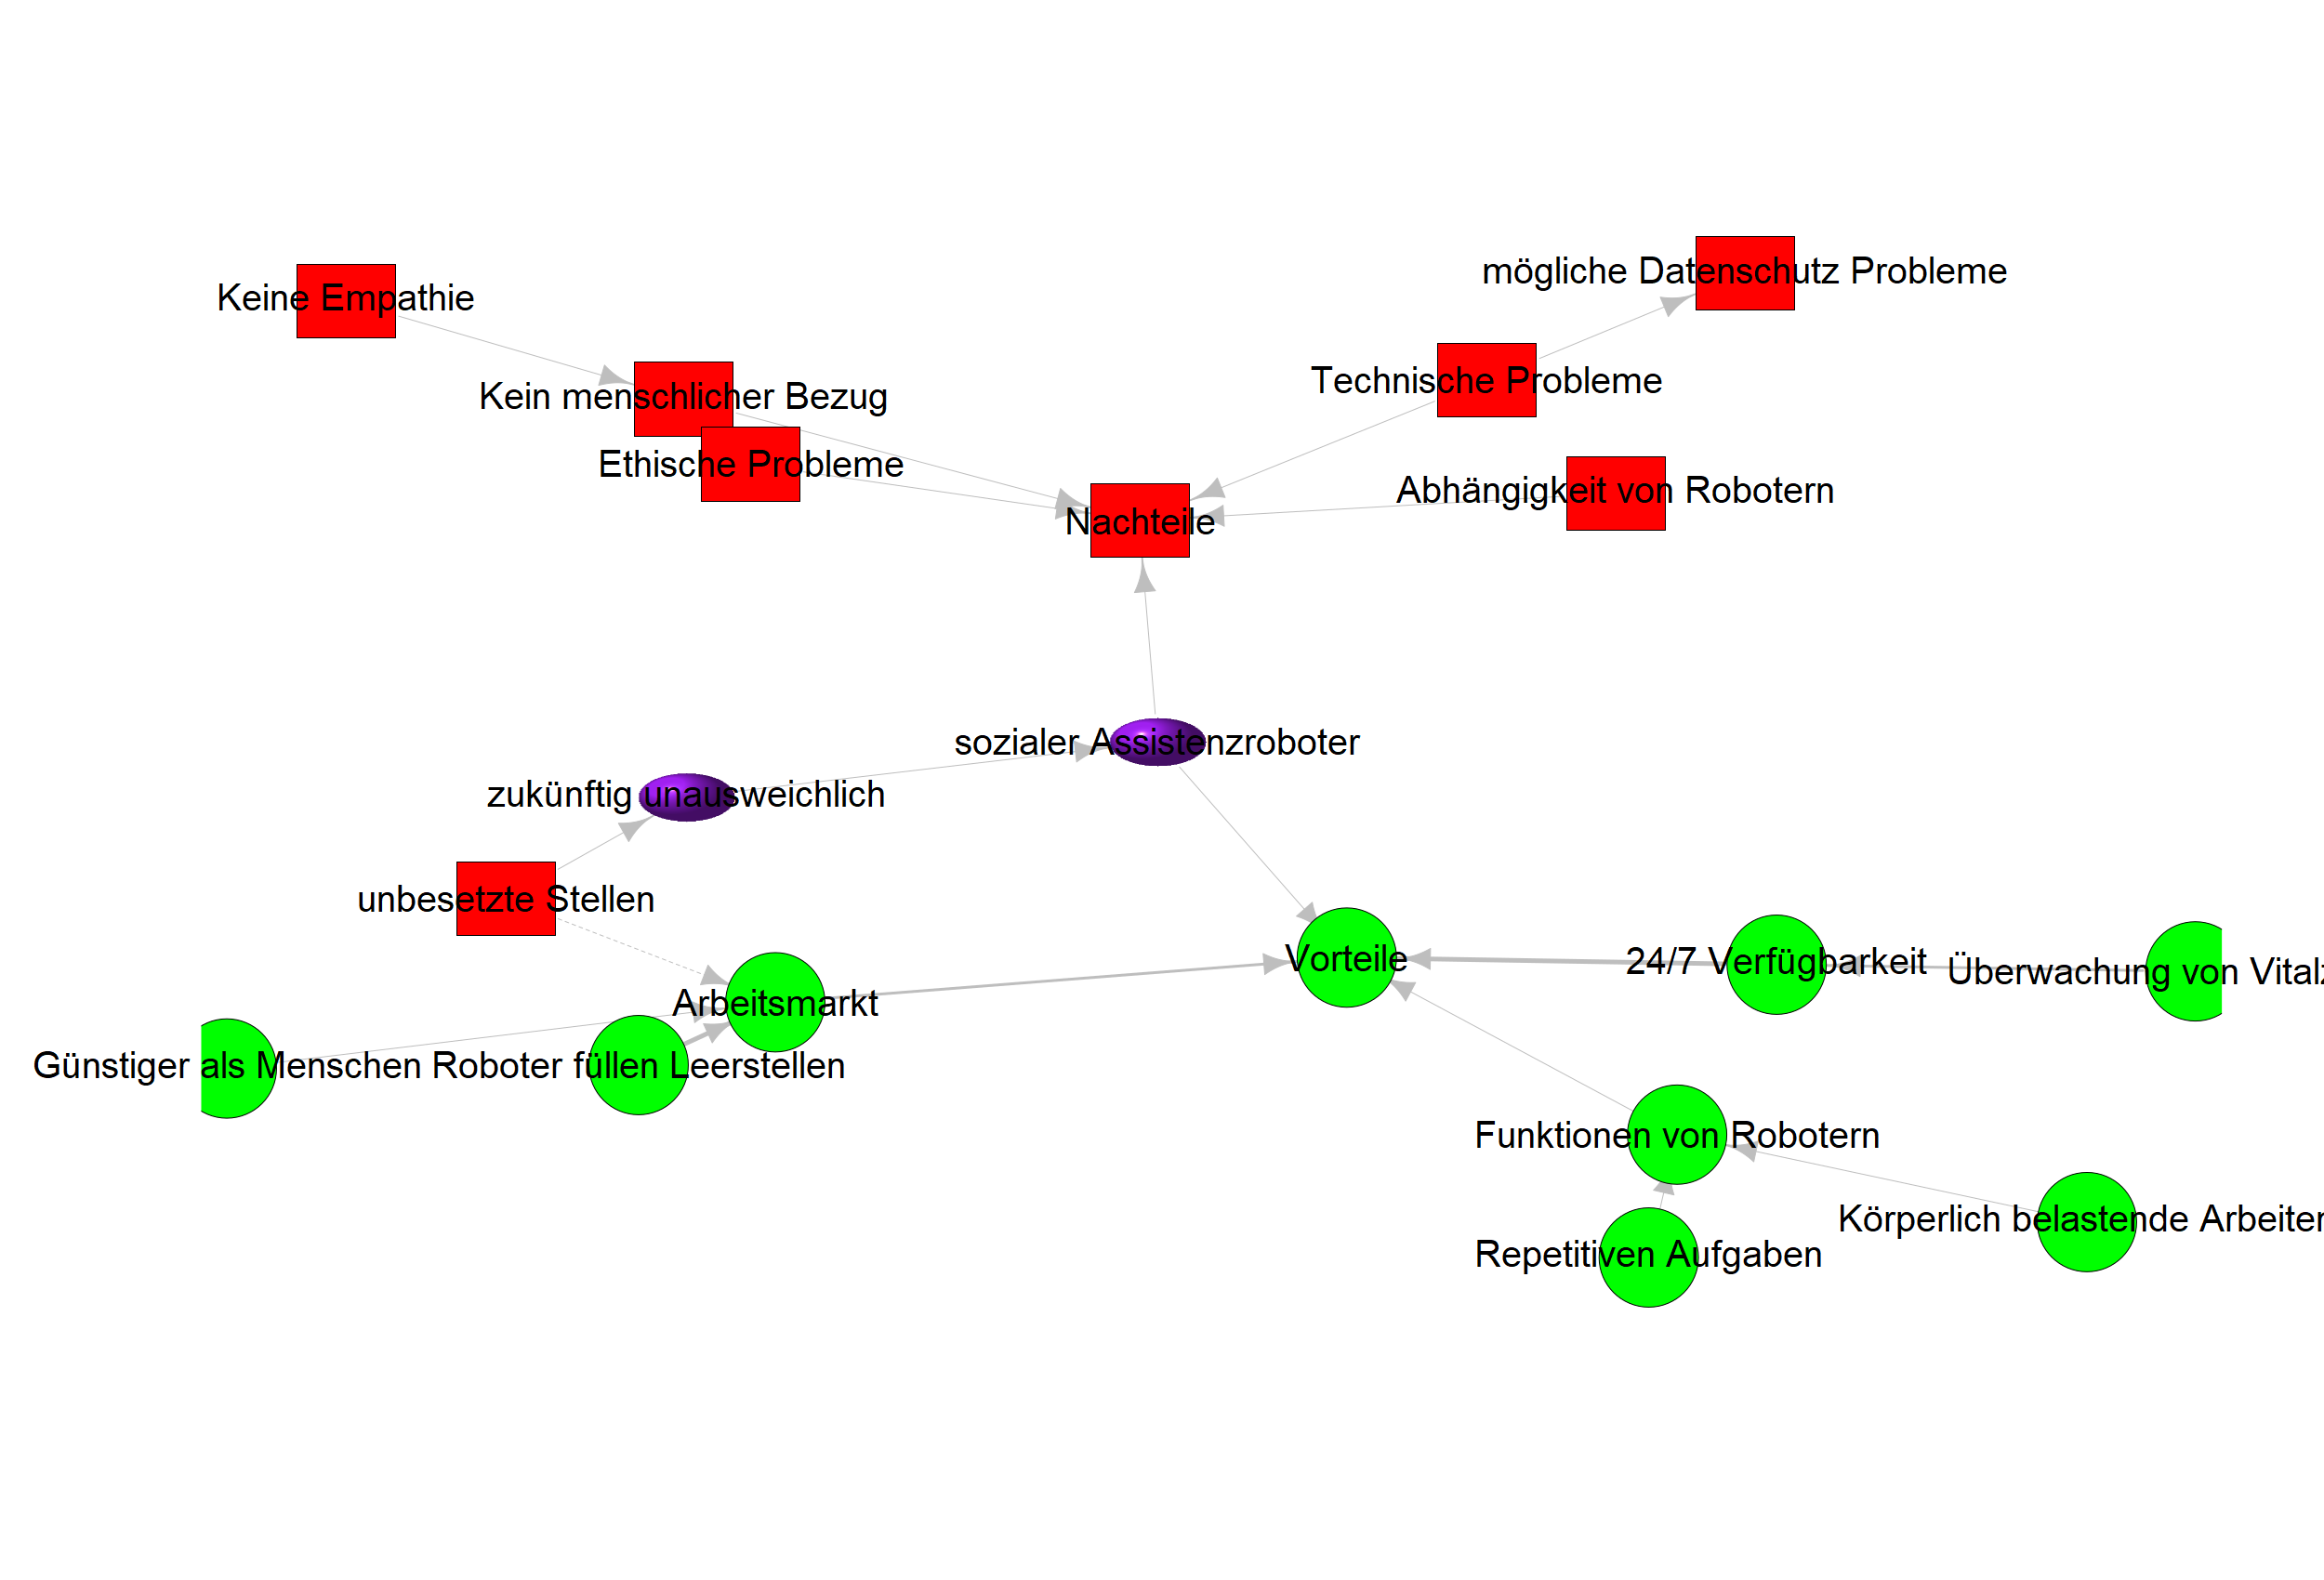 mögliche Datenschutz Probleme
Keine Empathie
Technische Probleme
Kein menschlicher Bezug
Ethische Probleme
Abhängigkeit von Robotern
Nachteile
sozialer Assistenzroboter
zukünftig unausweichlich
unbesetzte Stellen
Vorteile
24/7 Verfügbarkeit
Überwachung von Vital
Arbeitsmarkt
Günstiger als Menschen
Roboter füllen Leerstellen
Funktionen von Robotern
Körperlich belastende Arbeiten
Repetitiven Aufgaben